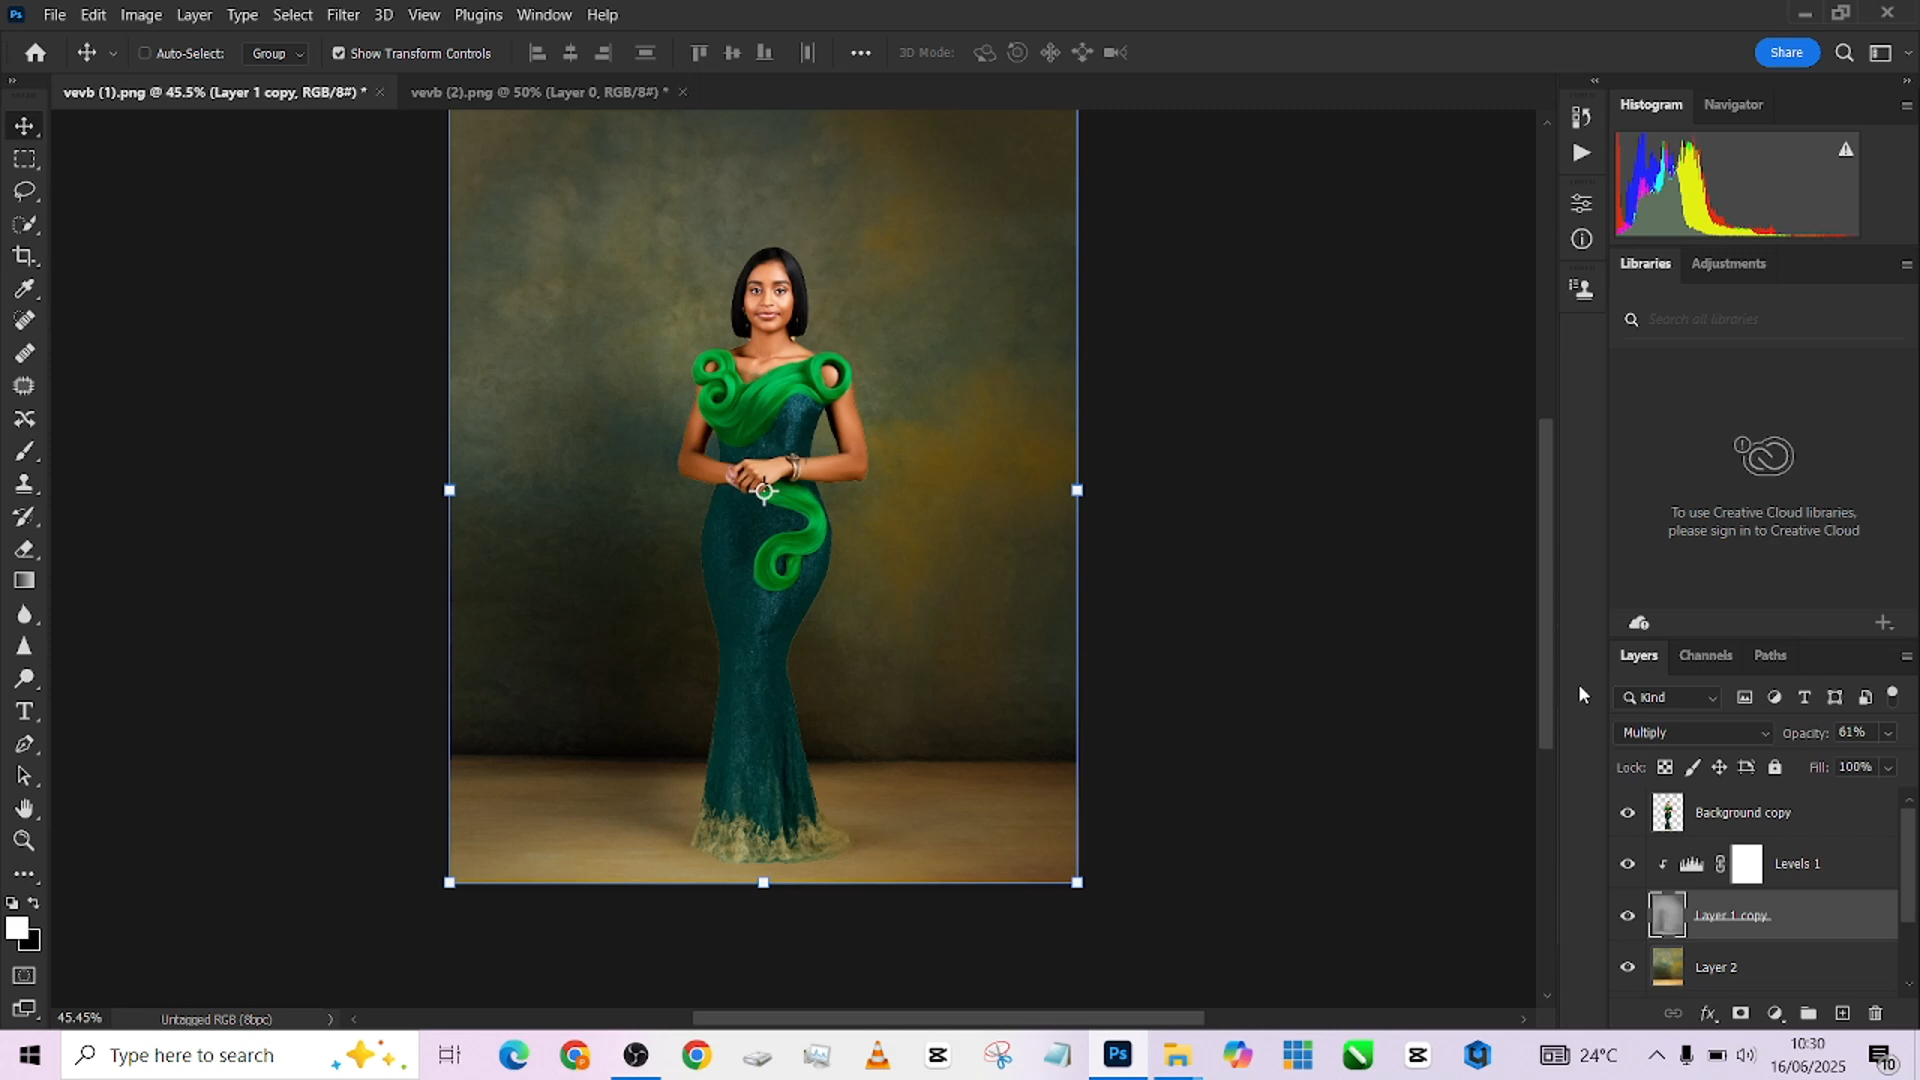 Ps File Edit Image Layer Type Select Filter 3D View Plugins Window Help
Auto-Select: Group Show Transform Controls 3D Mode: Share
vevb (1).png @ 45.5% (Layer 1 copy, RGB/8#) * vevb (2).png @ 50% (Layer 0, RGB/8#) *
Histogram Navigator
Libraries Adjustments
Search all libraries
To use Creative Cloud libraries,
please sign in to Creative Cloud
Layers Channels Paths
Kind
Multiply Opacity: 61%
Lock: Fill: 100%
Background copy
Levels 1
Layer 1 copy
Layer 2
45.45% Untagged RGB (8bpc)
Type here to search Ps 24°C 10:30
16/06/2025 10